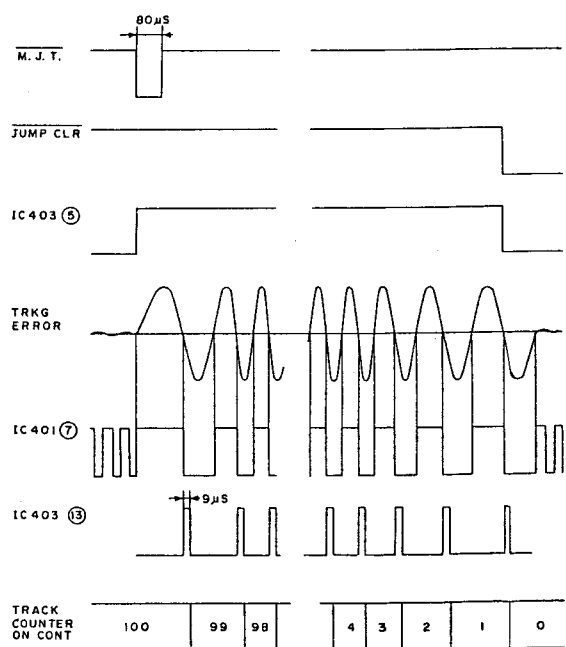 80μS
M. J. T.
JUMP CLR
IC403 ⑤
TRKG
ERROR
IC401 ⑦
9μS
IC403 ⑬
TRACK
COUNTER
ON CONT
100 99 98 4 3 2 1 0